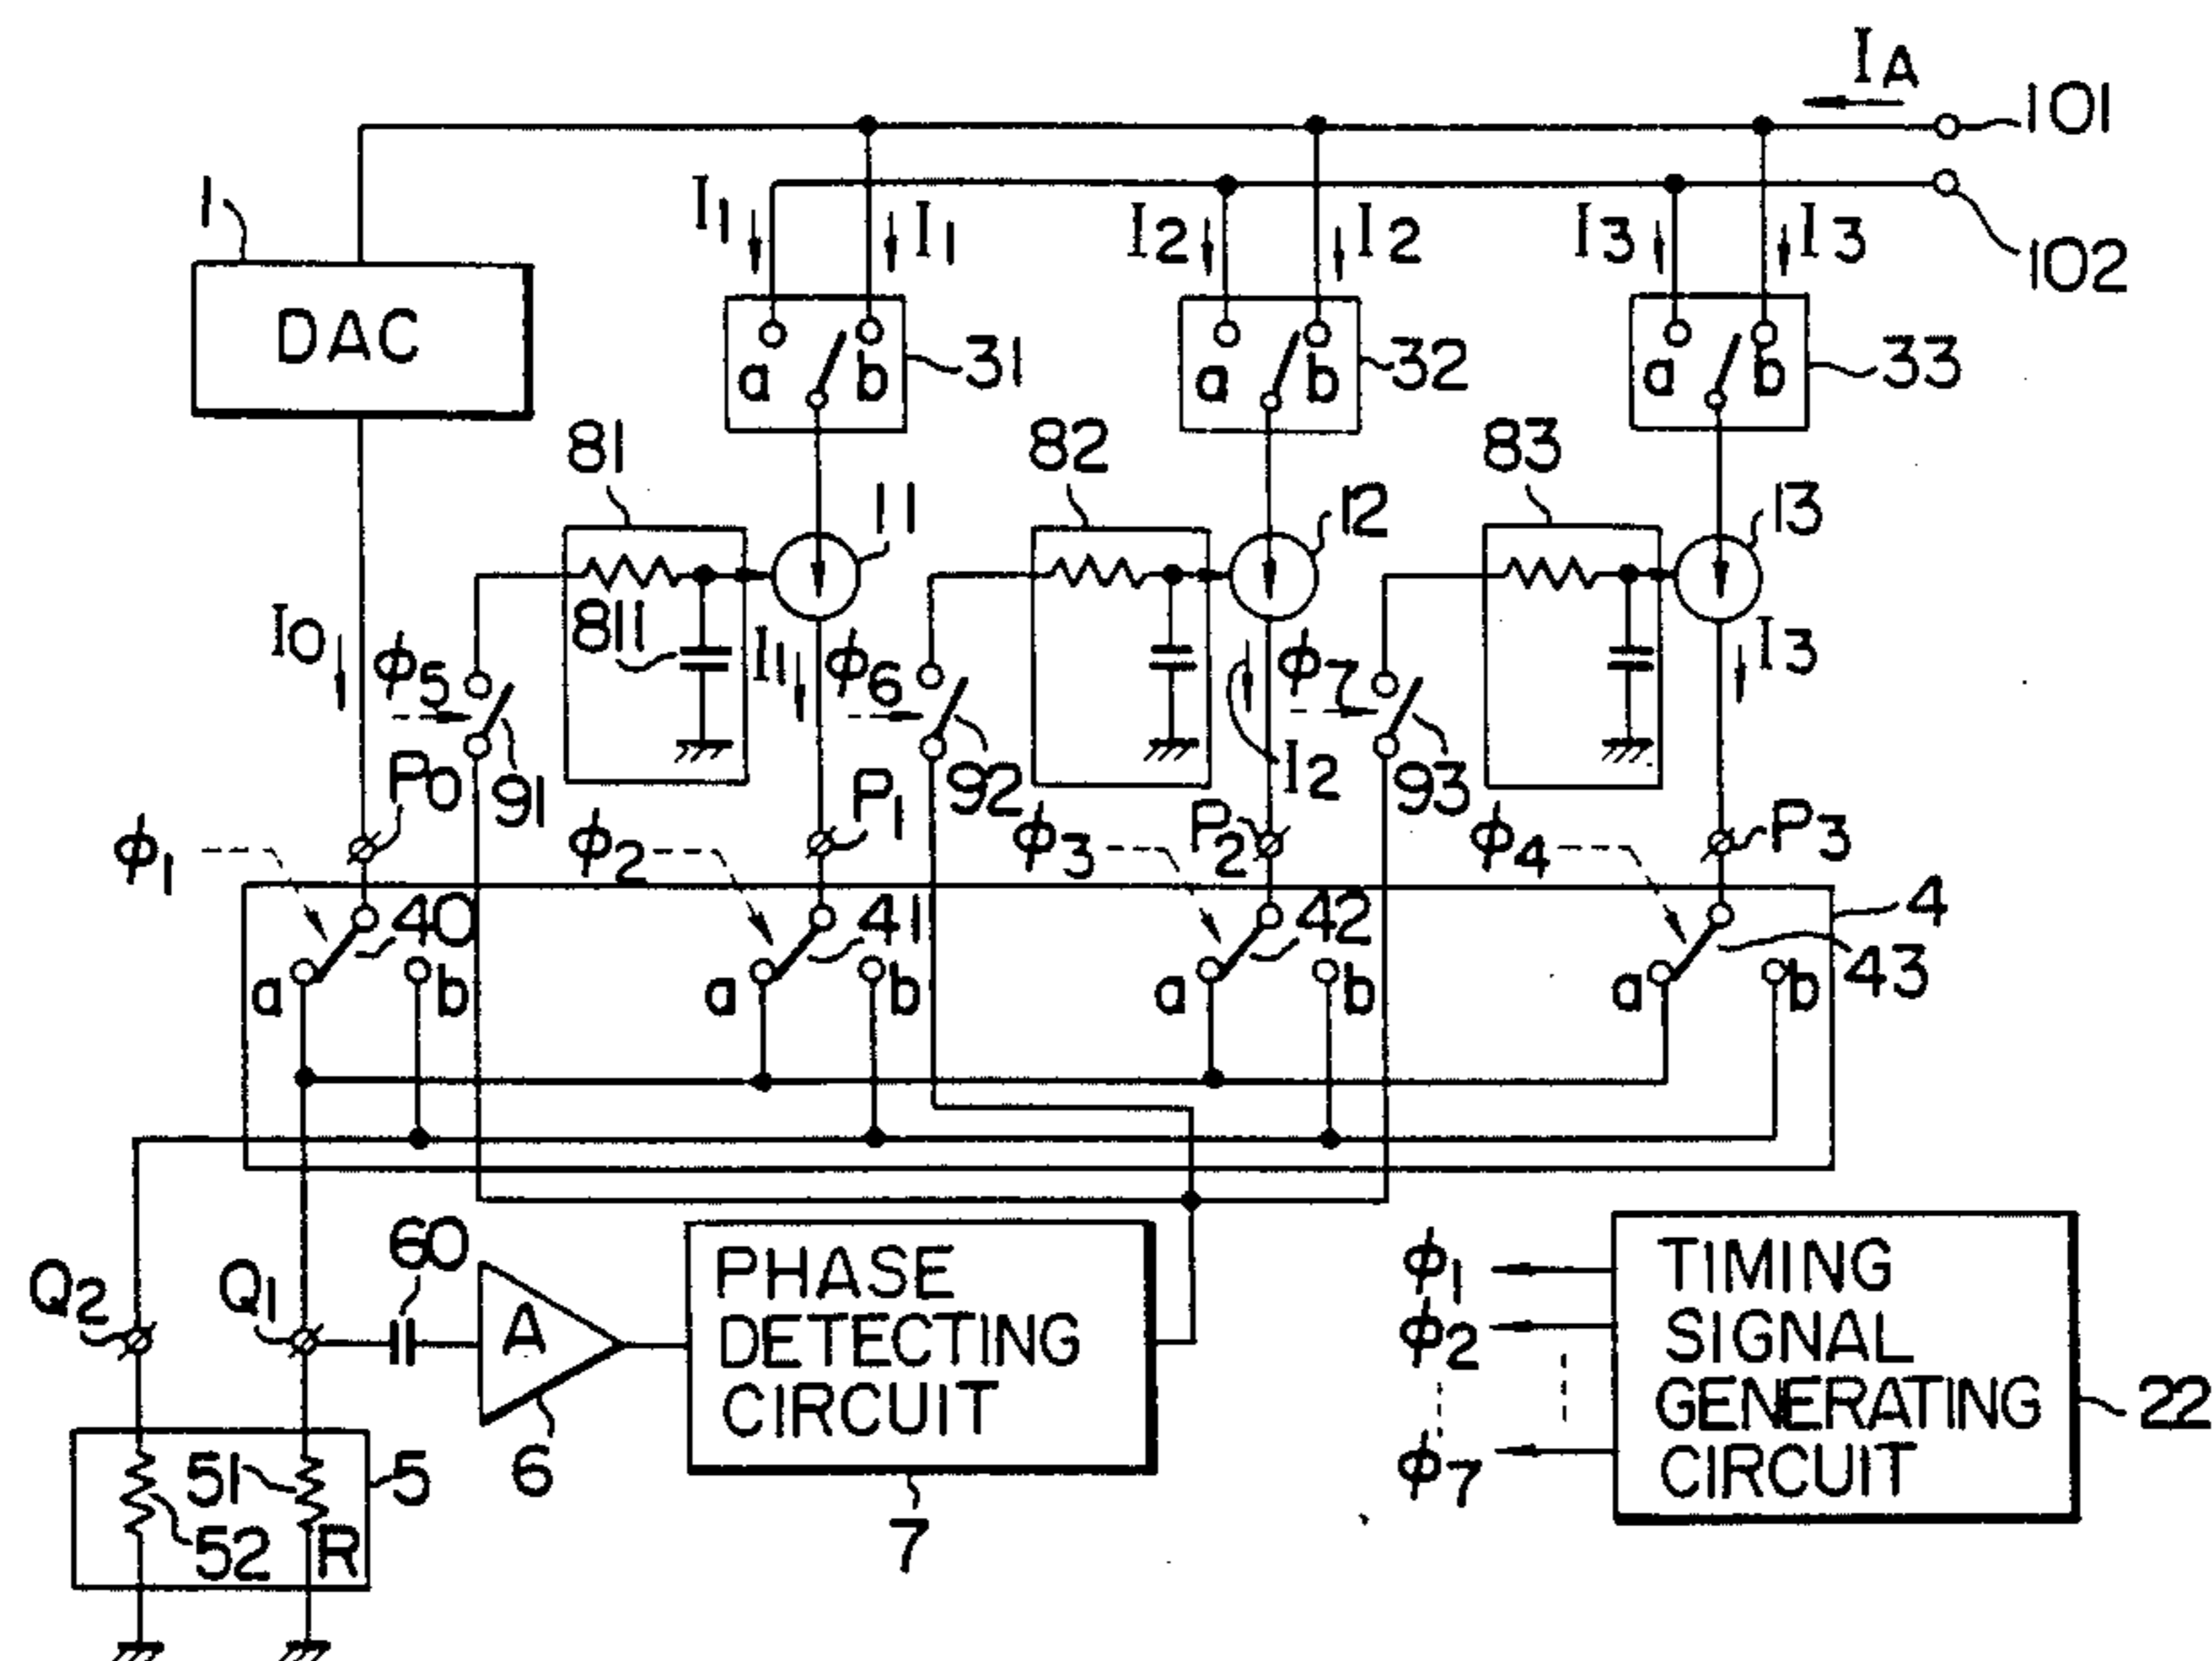 IA
101
102
1
I1
I1
I2
I2
I3
I3
DAC
a
b
31
a
b
32
a
b
33
81
82
83
11
12
13
I0
ϕ5
811
I1
ϕ6
ϕ7
I3
P0
91
P1
92
I2
93
ϕ1
ϕ2
ϕ3
P2
ϕ4
P3
40
41
42
43
4
a
b
a
b
a
b
a
b
Q2
Q1
60
A
6
PHASE
DETECTING
CIRCUIT
7
ϕ1
ϕ2
ϕ7
TIMING
SIGNAL
GENERATING
CIRCUIT
22
51
52
R
5